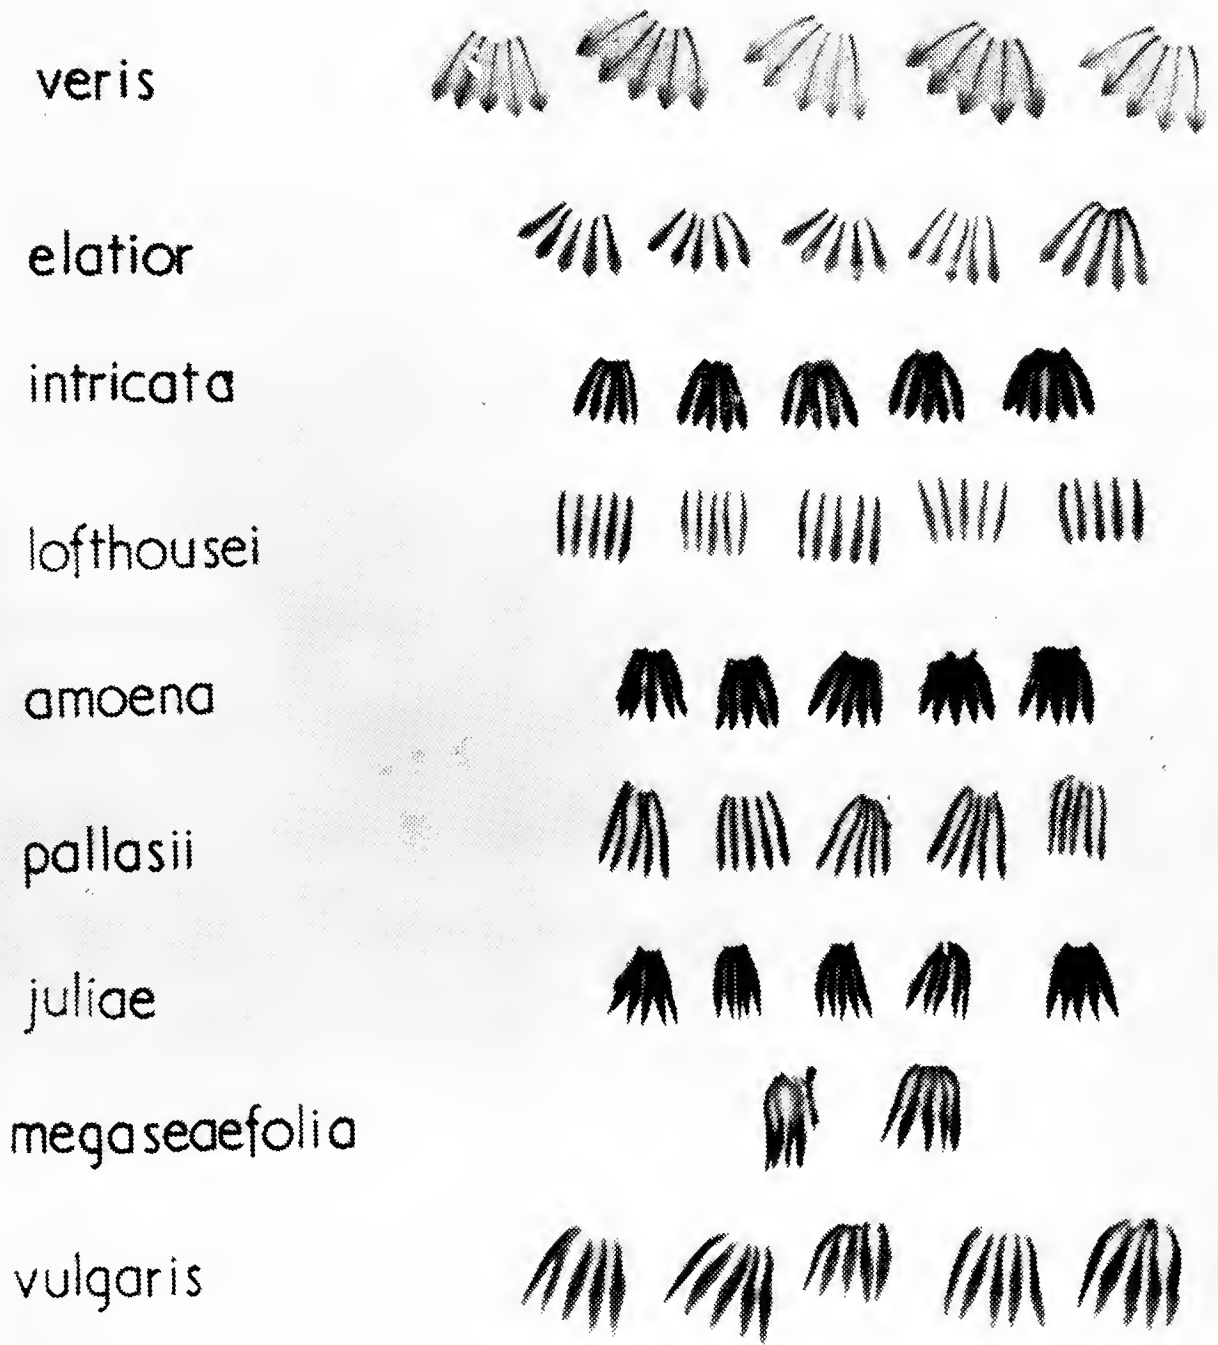 veris
elatior
intricata
lofthousei
amoena
pallasii
juliae
megaseaefolia
vulgaris